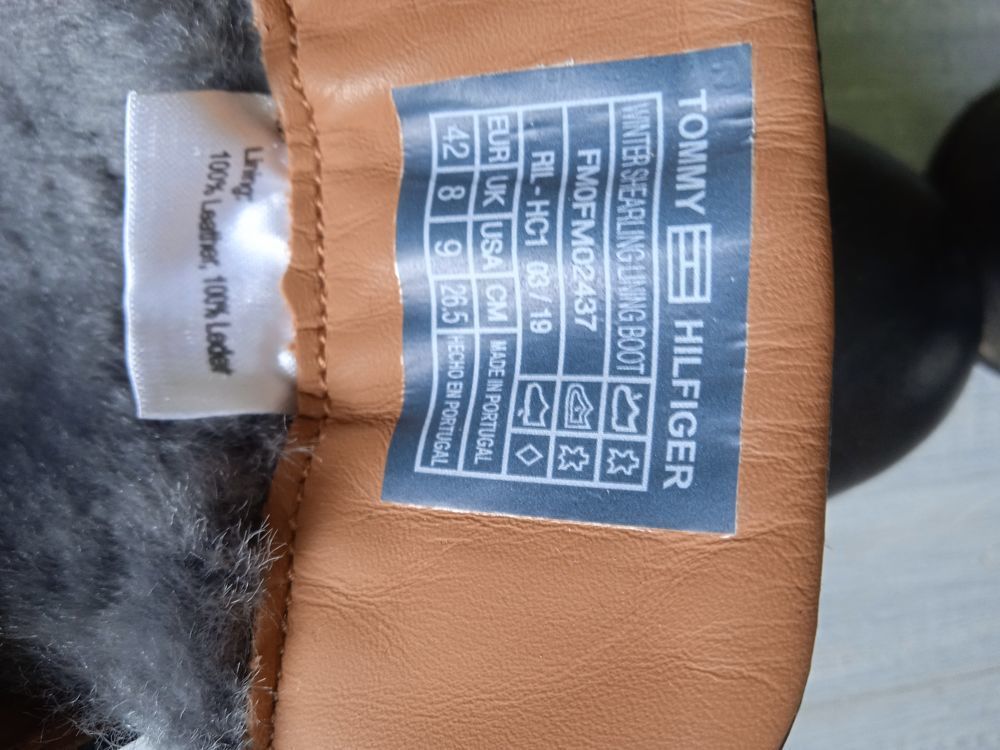 TOMMY HILFIGER
WINTER SHEARLING LINING BOOT
FM0FM02437
RIL - HC1 03 / 19
EUR UK USA CM MADE IN PORTUGAL
42 8 9 26.5 HECHO EN PORTUGAL
Lining:
100% Leather, 100% Leder